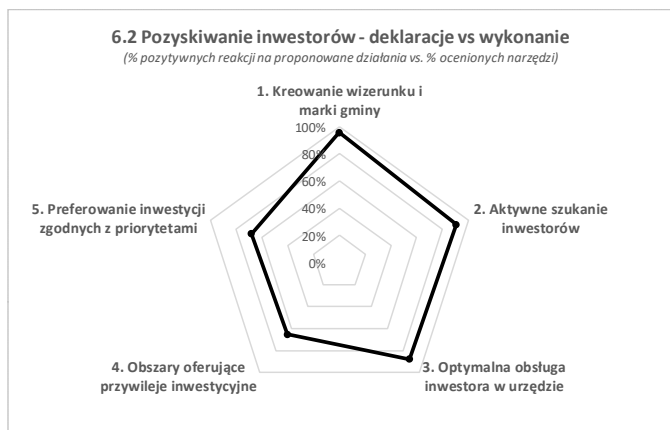 6.2 Pozyskiwanie inwestorów - deklaracje vs wykonanie
(% pozytywnych reakcji na proponowane działania vs. % ocenionych narzędzi)
1. Kreowanie wizerunku i
marki gminy
100%
80%
60%
40%
20%
0%
2. Aktywne szukanie
inwestorów
3. Optymalna obsługa
inwestora w urzędzie
4. Obszary oferujące
przywileje inwestycyjne
5. Preferowanie inwestycji
zgodnych z priorytetami